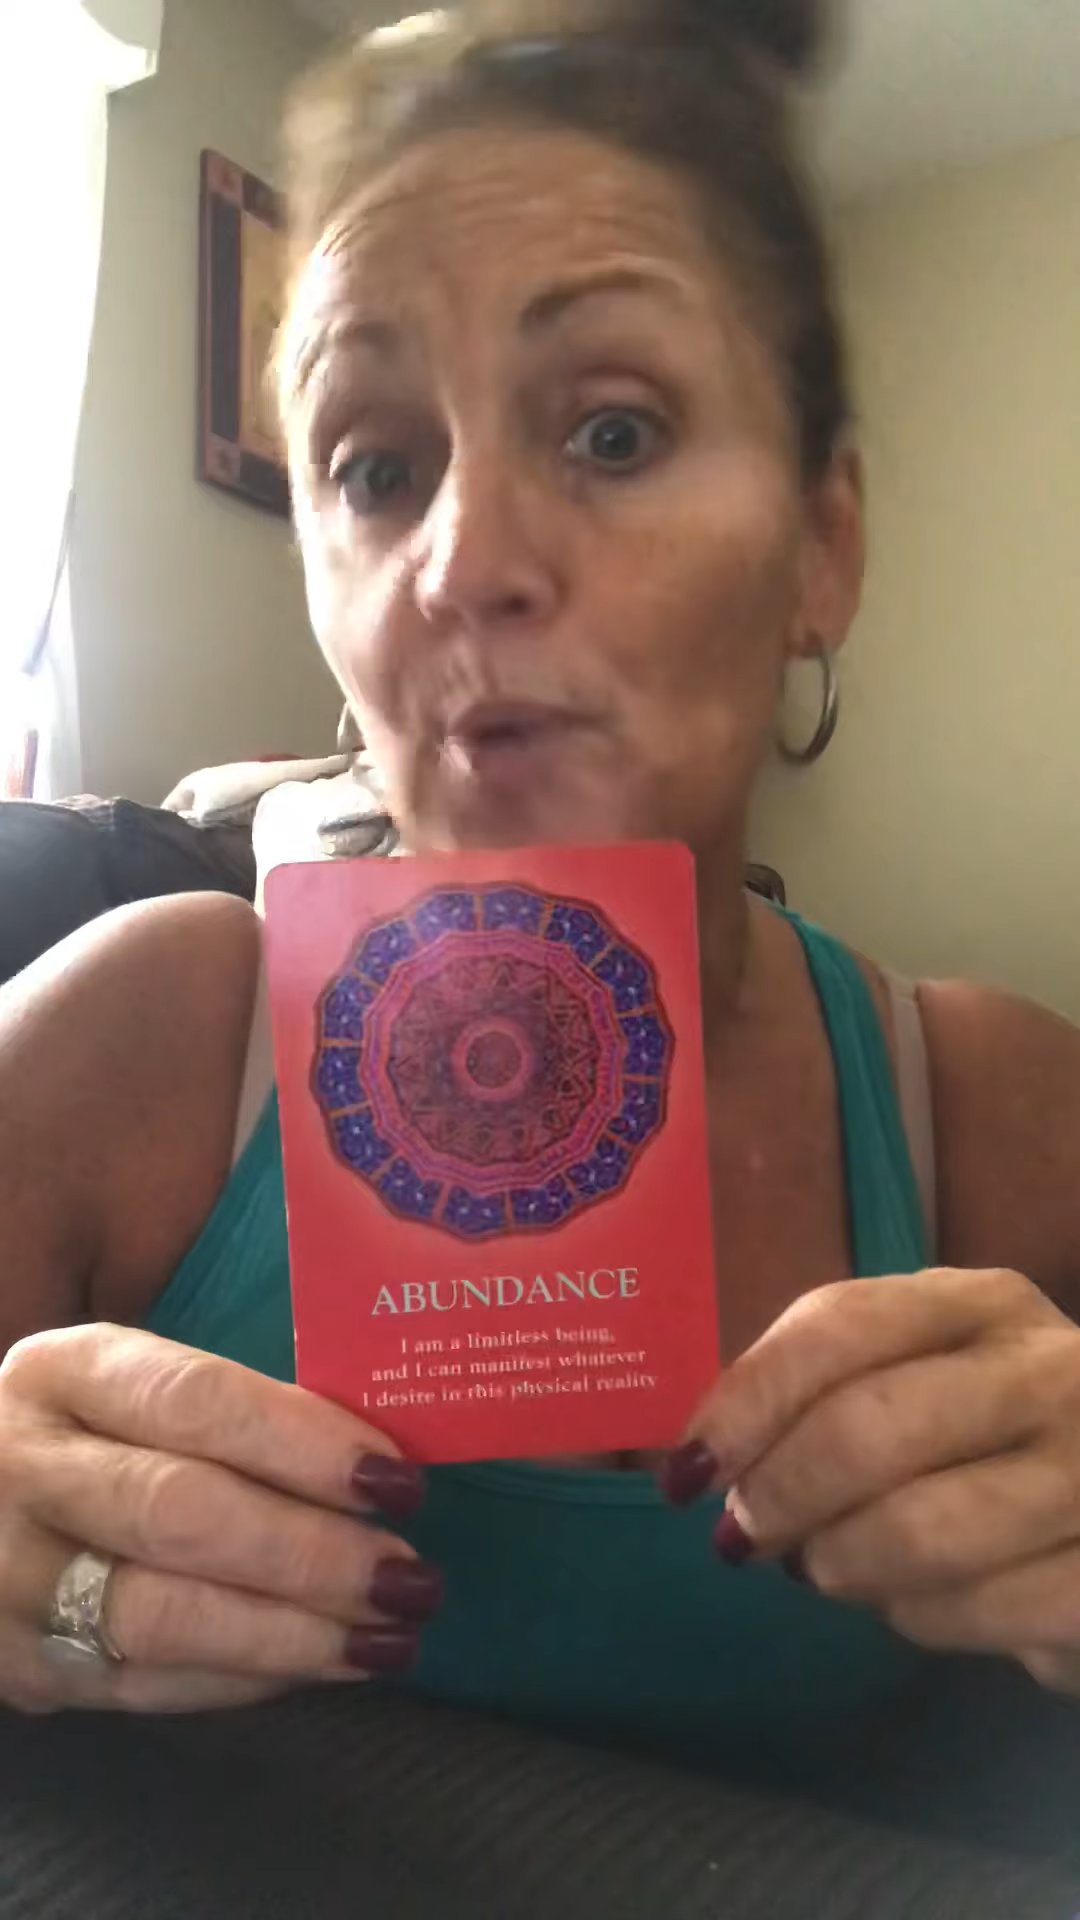 ABUNDANCE
I am a limitless being,
and I can manifest whatever
I desire in this physical reality